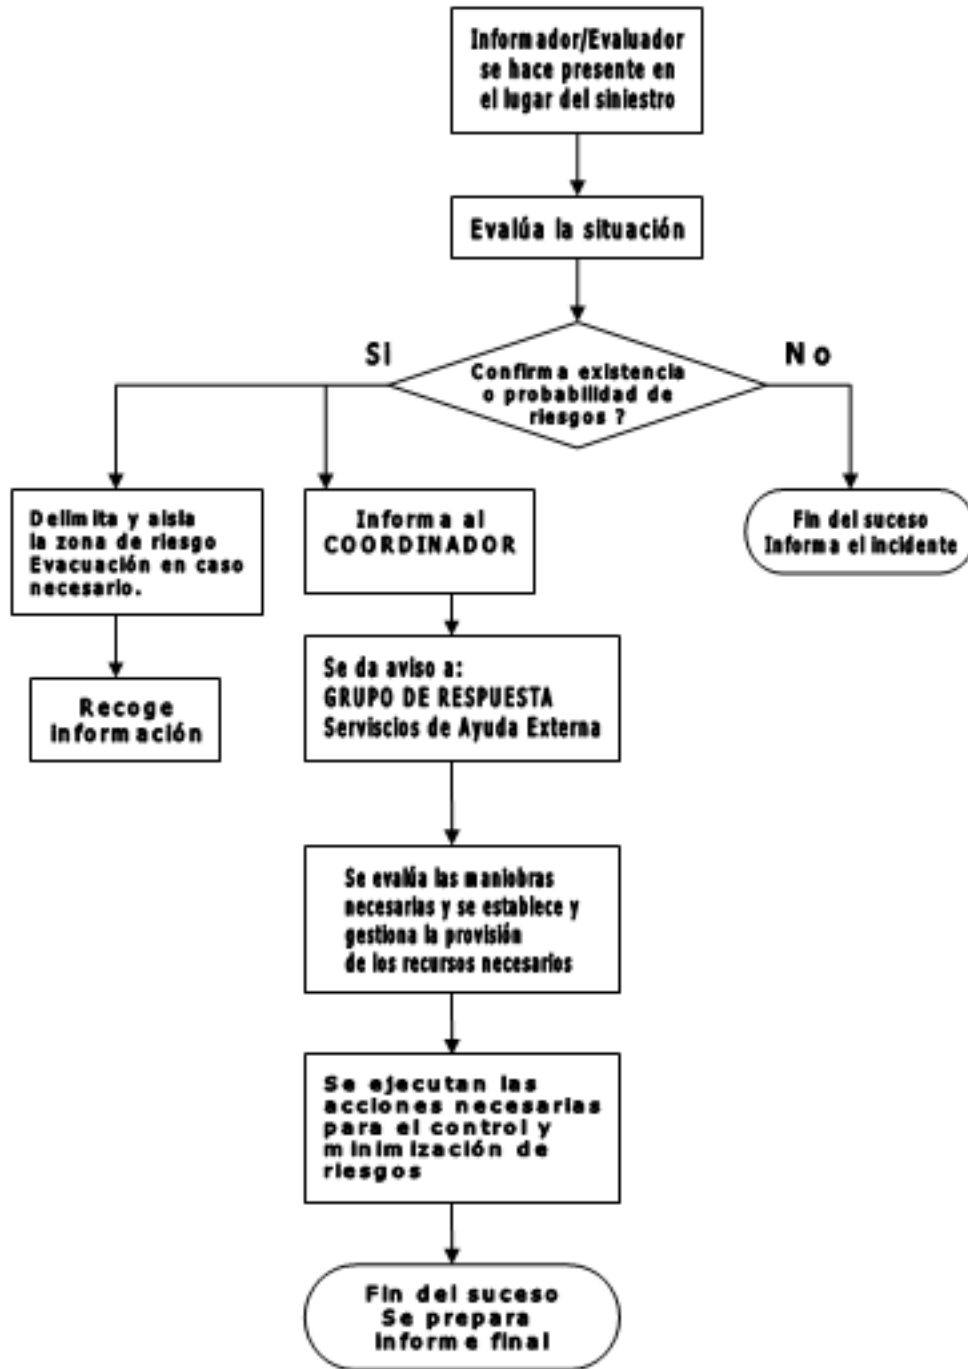 Informador/Evaluador
se hace presente en
el lugar del siniestro
Evalúa la situación
Si
No
Confirma existencia
o probabilidad de
riesgos ?
Delimita y aisla
la zona de riesgo
Evacuación en caso
necesario.
Informa al
COORDINADOR
Fin del suceso
Informa el incidente
Recoge
información
Se da aviso a:
GRUPO DE RESPUESTA
Serviscios de Ayuda Externa
Se evalúa las maniobras
necesarias y se establece y
gestiona la provisión
de los recursos necesarios
Se ejecutan las
acciones necesarias
para el control y
minimización de
riesgos
Fin del suceso
Se prepara
informe final